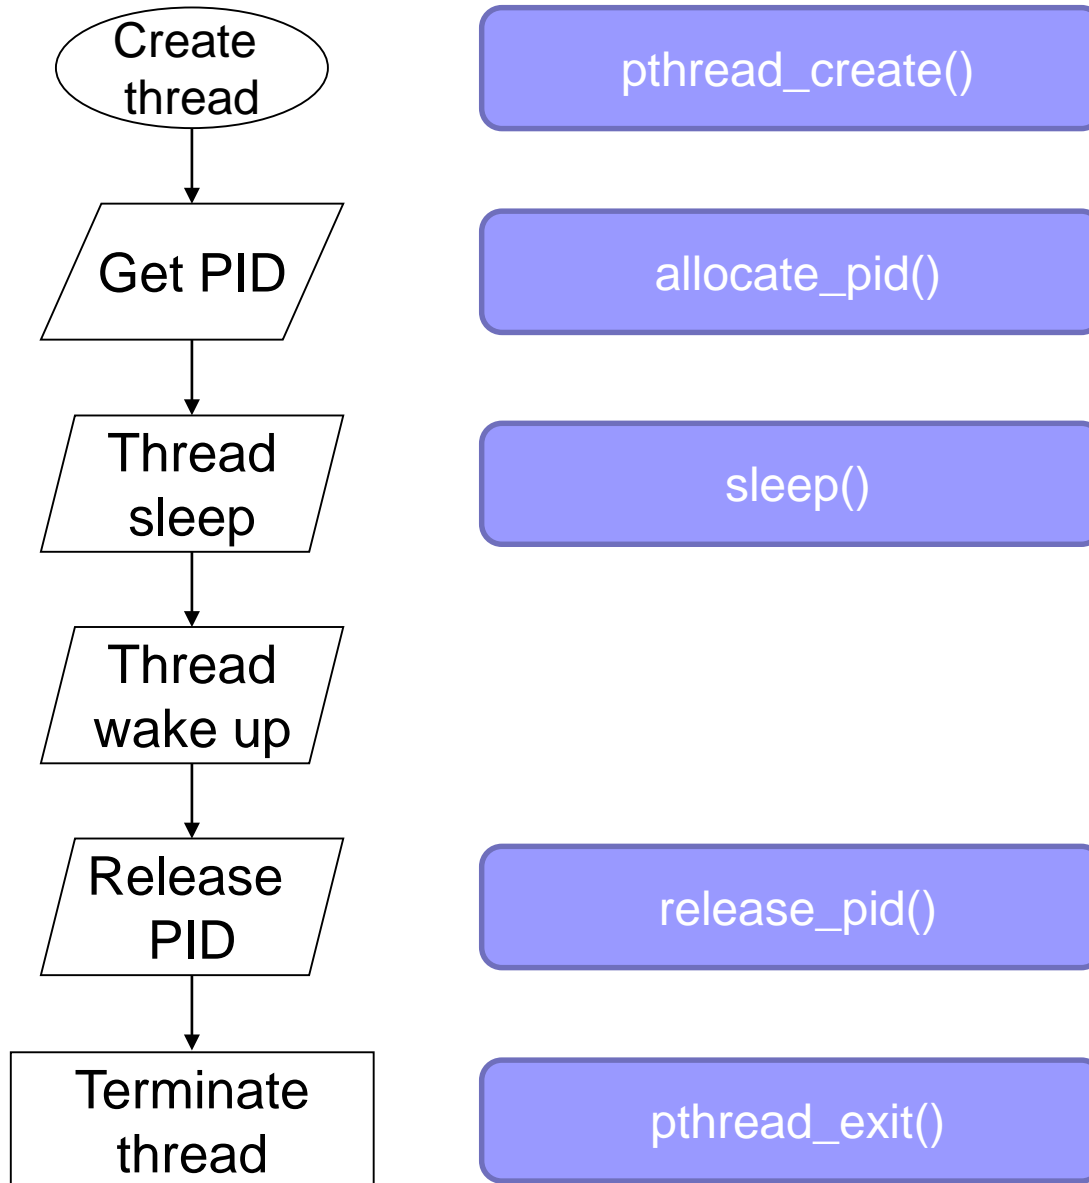 Create
thread
pthread_create()
Get PID
allocate_pid()
Thread
sleep
sleep()
Thread
wake up
Release
PID
release_pid()
Terminate
thread
pthread_exit()